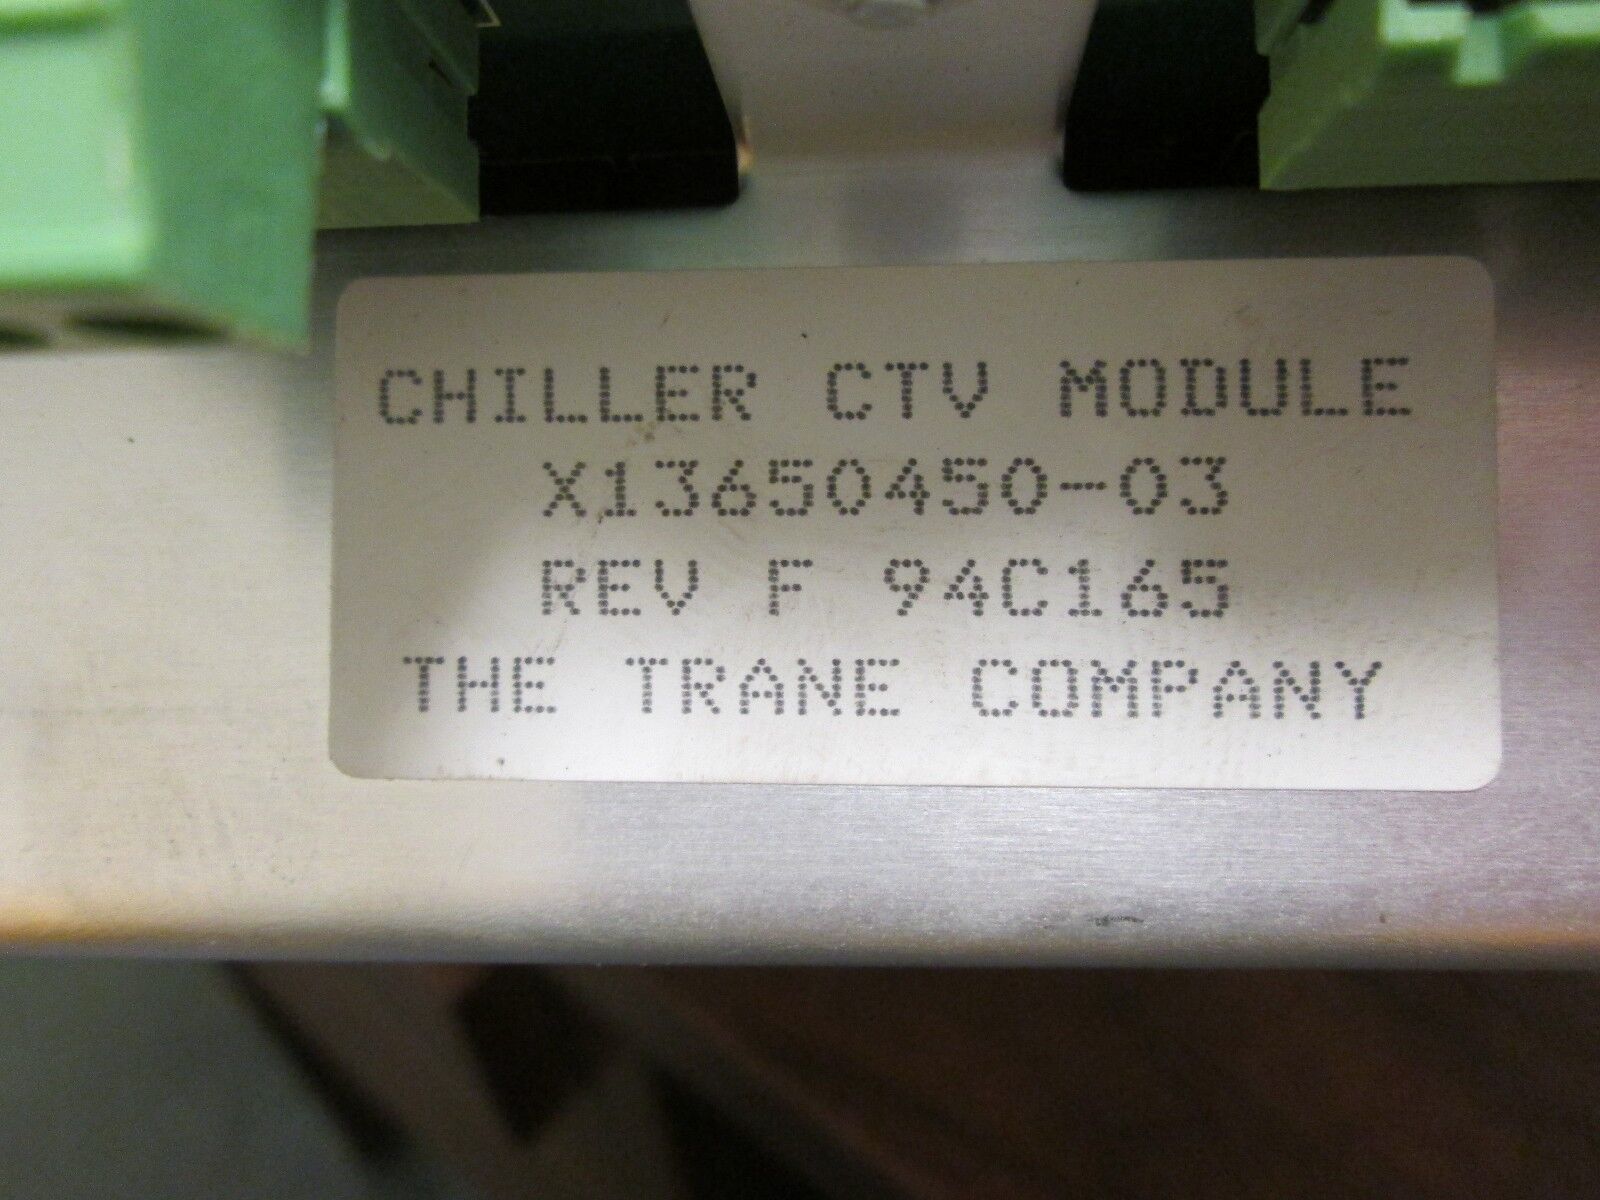 CHILLER CTV MODULE
X13650450-03
REV F 94C165
THE TRANE COMPANY